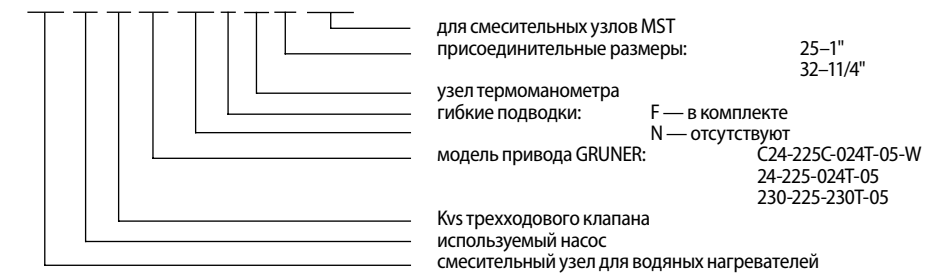 для смесительных узлов MST
присоединительные размеры: 25–1"
32–11/4"
узел термоманометра
гибкие подводки: F — в комплекте
N — отсутствуют
модель привода GRUNER: C24-225C-024T-05-W
24-225-024T-05
230-225-230T-05
Kvs трехходового клапана
используемый насос
смесительный узел для водяных нагревателей